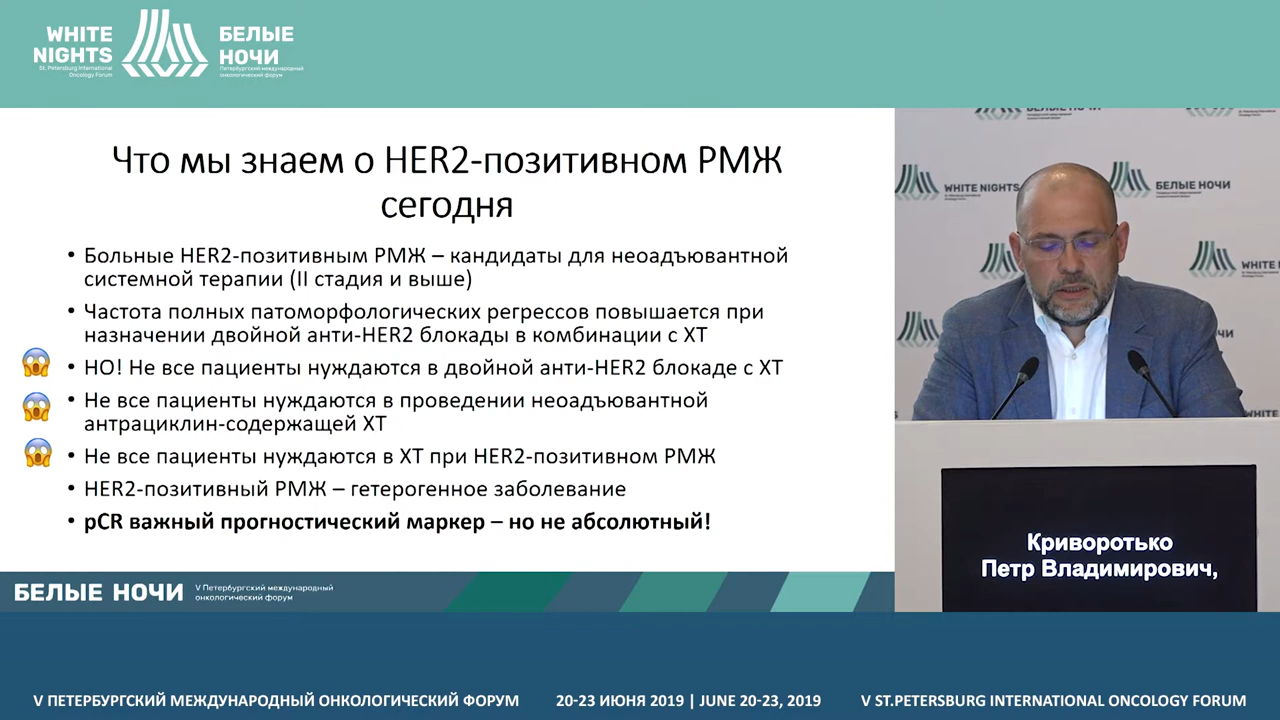 WHITE
NIGHTS
St. Petersburg International
Oncology Forum
БЕЛЫЕ
НОЧИ
Петербургский международный
онкологический форум
Что мы знаем о HER2-позитивном РМЖ
сегодня
• Больные HER2-позитивным РМЖ – кандидаты для неоадъювантной
системной терапии (II стадия и выше)
• Частота полных патоморфологических регрессов повышается при
назначении двойной анти-HER2 блокады в комбинации с ХТ
• НО! Не все пациенты нуждаются в двойной анти-HER2 блокаде с ХТ
• Не все пациенты нуждаются в проведении неоадъювантной
антрациклин-содержащей ХТ
• Не все пациенты нуждаются в ХТ при HER2-позитивном РМЖ
• HER2-позитивный РМЖ – гетерогенное заболевание
• pCR важный прогностический маркер – но не абсолютный!
БЕЛЫЕ НОЧИ
V Петербургский международный
онкологический форум
БЕЛЫЕ НОЧИ
WHITE NIGHTS
БЕЛЫЕ НОЧИ
WHITE NIGHTS
WHITE
Криворотько
Петр Владимирович,
V ПЕТЕРБУРГСКИЙ МЕЖДУНАРОДНЫЙ ОНКОЛОГИЧЕСКИЙ ФОРУМ
20-23 ИЮНЯ 2019 | JUNE 20-23, 2019
V ST.PETERSBURG INTERNATIONAL ONCOLOGY FORUM